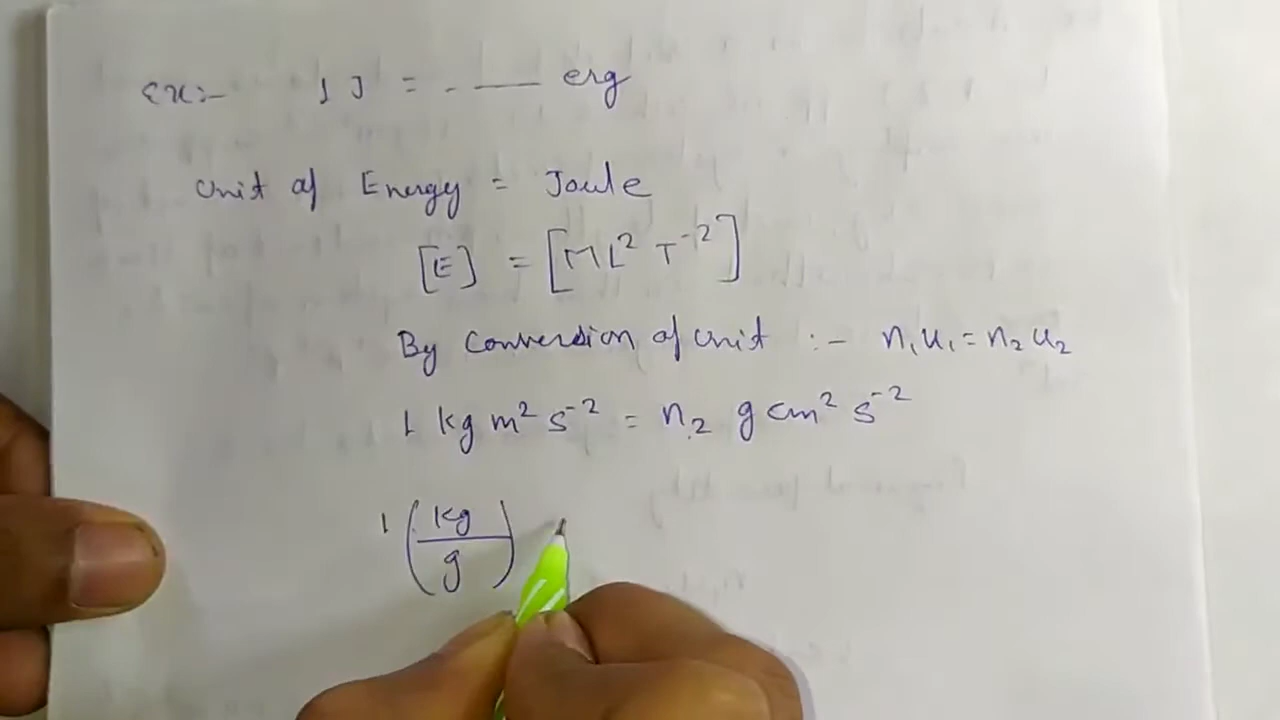 Ex:- 1 J = - ___ erg
Unit of Energy = Joule
[E] = [ML² T⁻²]
By Conversion of Unit :- n₁u₁=n₂u₂
1 kg m² s⁻² = n₂ g cm² s⁻²
1 (kg/g)